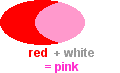 red + white
= pink